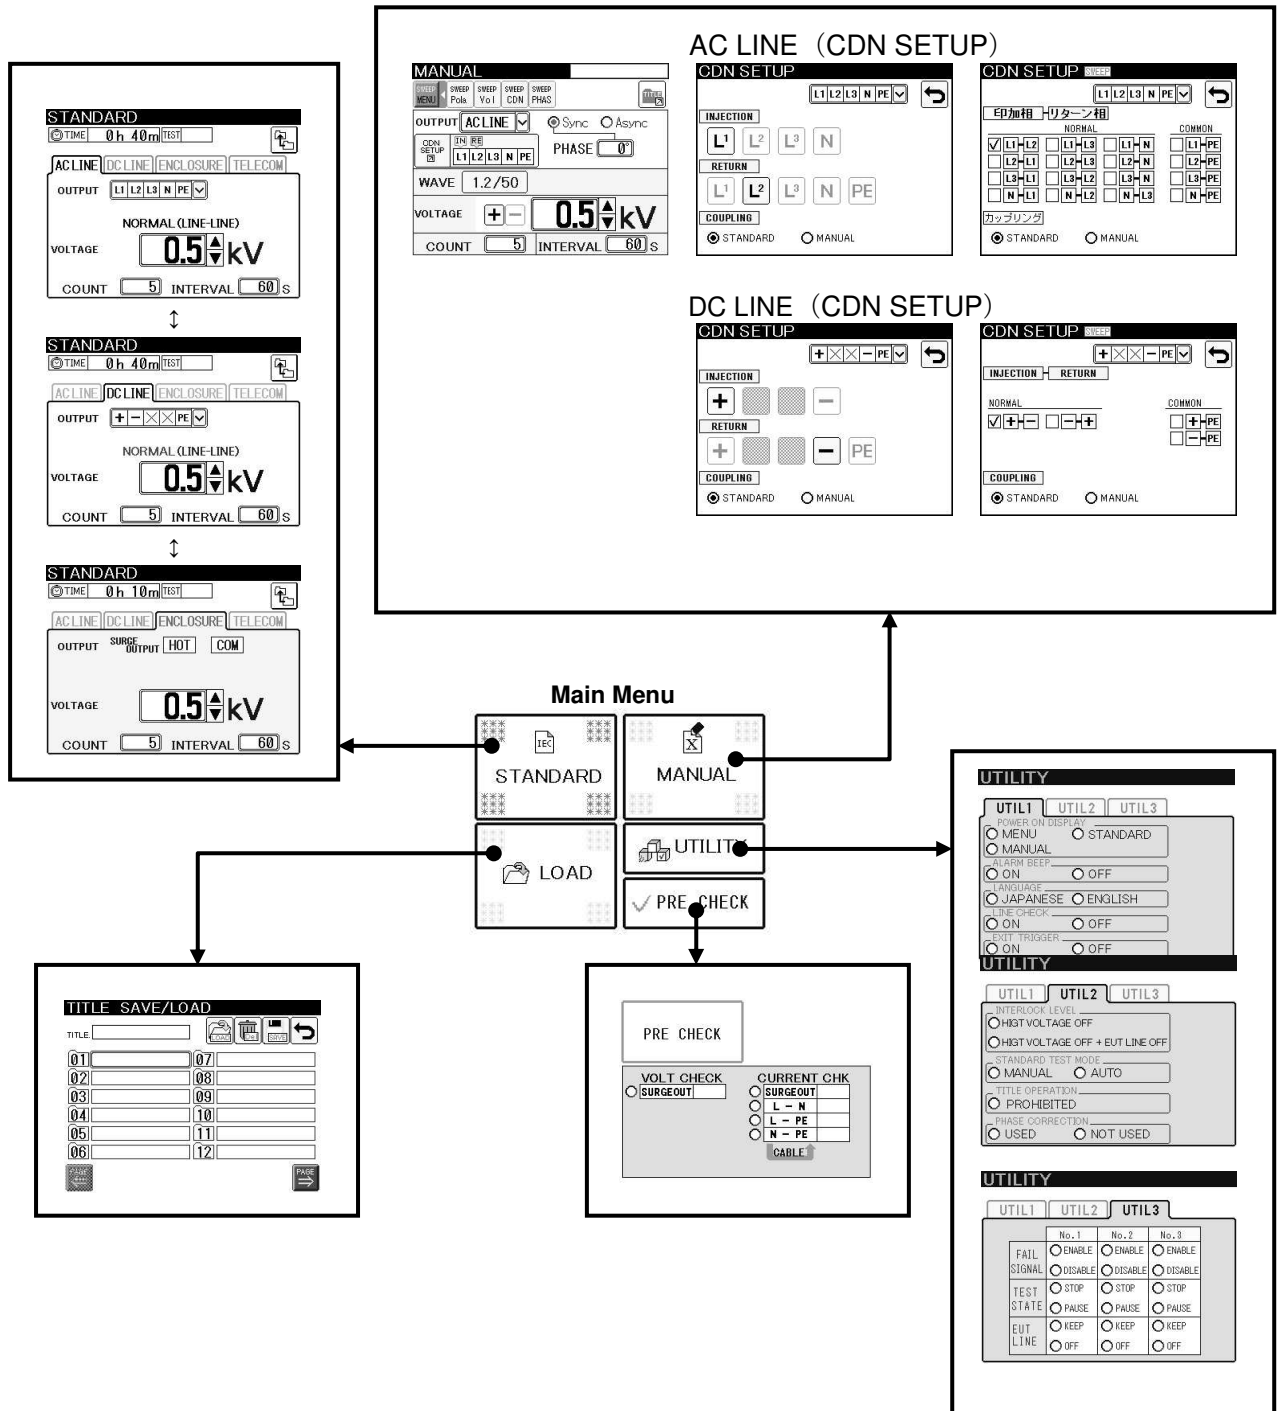 AC LINE（CDN SETUP）
MANUAL
SWEEP MENU SWEEP Pola SWEEP Vol SWEEP CDN SWEEP PHAS TITLE
OUTPUT AC LINE Sync Async
CDN SETUP IN RE L1 L2 L3 N PE PHASE 0°
WAVE 1.2/50
VOLTAGE + − 0.5 kV
COUNT 5 INTERVAL 60 S
CDN SETUP
L1 L2 L3 N PE
INJECTION
L1 L2 L3 N
RETURN
L1 L2 L3 N PE
COUPLING
STANDARD MANUAL
CDN SETUP SWEEP
L1 L2 L3 N PE
印加相 リターン相
NORMAL COMMON
L1-L2 L1-L3 L1-N L1-PE
L2-L1 L2-L3 L2-N L2-PE
L3-L1 L3-L2 L3-N L3-PE
N-L1 N-L2 N-L3 N-PE
カップリング
STANDARD MANUAL
DC LINE（CDN SETUP）
CDN SETUP
+ − PE
INJECTION
+ −
RETURN
+ − PE
COUPLING
STANDARD MANUAL
CDN SETUP SWEEP
+ − PE
INJECTION - RETURN
NORMAL COMMON
+-− −-+ +-PE
−-PE
COUPLING
STANDARD MANUAL
STANDARD
TIME 0h 40m TEST
AC LINE DC LINE ENCLOSURE TELECOM
OUTPUT L1 L2 L3 N PE
NORMAL (LINE-LINE)
VOLTAGE 0.5 kV
COUNT 5 INTERVAL 60 S
↕
STANDARD
TIME 0h 40m TEST
AC LINE DC LINE ENCLOSURE TELECOM
OUTPUT + − PE
NORMAL (LINE-LINE)
VOLTAGE 0.5 kV
COUNT 5 INTERVAL 60 S
↕
STANDARD
TIME 0h 10m TEST
AC LINE DC LINE ENCLOSURE TELECOM
OUTPUT SURGE OUTPUT HOT COM
VOLTAGE 0.5 kV
COUNT 5 INTERVAL 60 S
Main Menu
IEC
STANDARD
X
MANUAL
LOAD
UTILITY
PRE CHECK
TITLE SAVE/LOAD
TITLE LOAD Del SAVE
01 07
02 08
03 09
04 10
05 11
06 12
PAGE PAGE
PRE CHECK
VOLT CHECK CURRENT CHK
SURGEOUT SURGEOUT
L - N
L - PE
N - PE
CABLE
UTILITY
UTIL1 UTIL2 UTIL3
POWER ON DISPLAY
MENU STANDARD
MANUAL
ALARM BEEP
ON OFF
LANGUAGE
JAPANESE ENGLISH
LINE CHECK
ON OFF
EXIT TRIGGER
ON OFF
UTILITY
UTIL1 UTIL2 UTIL3
INTERLOCK LEVEL
HIGT VOLTAGE OFF
HIGT VOLTAGE OFF + EUT LINE OFF
STANDARD TEST MODE
MANUAL AUTO
TITLE OPERATION
PROHIBITED
PHASE CORRECTION
USED NOT USED
UTILITY
UTIL1 UTIL2 UTIL3
No.1 No.2 No.3
FAIL SIGNAL ENABLE ENABLE ENABLE
DISABLE DISABLE DISABLE
TEST STATE STOP STOP STOP
PAUSE PAUSE PAUSE
EUT LINE KEEP KEEP KEEP
OFF OFF OFF